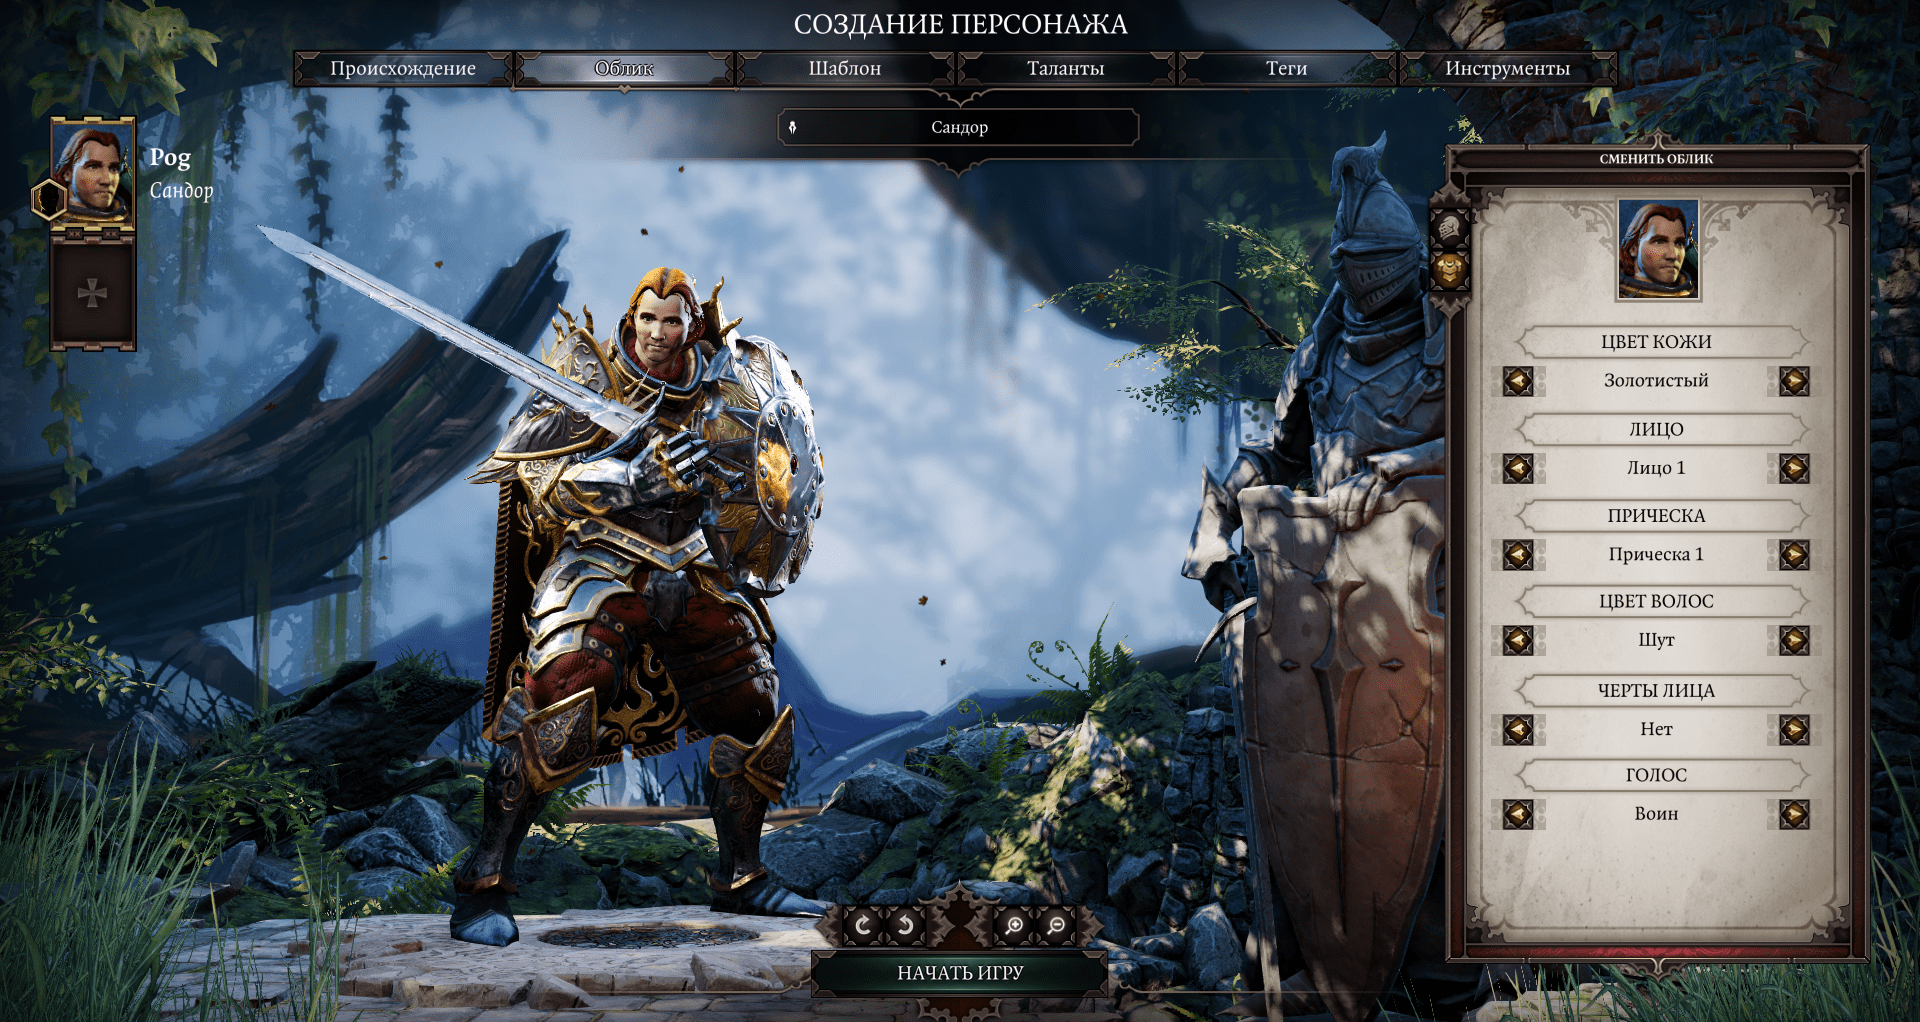 СОЗДАНИЕ ПЕРСОНАЖА
Происхождение
Облик
Шаблон
Таланты
Теги
Инструменты
Сандор
Род
Сандор
СМЕНИТЬ ОБЛИК
ЦВЕТ КОЖИ
Золотистый
ЛИЦО
Лицо 1
ПРИЧЕСКА
Прическа 1
ЦВЕТ ВОЛОС
Шут
ЧЕРТЫ ЛИЦА
Нет
ГОЛОС
Воин
НАЧАТЬ ИГРУ